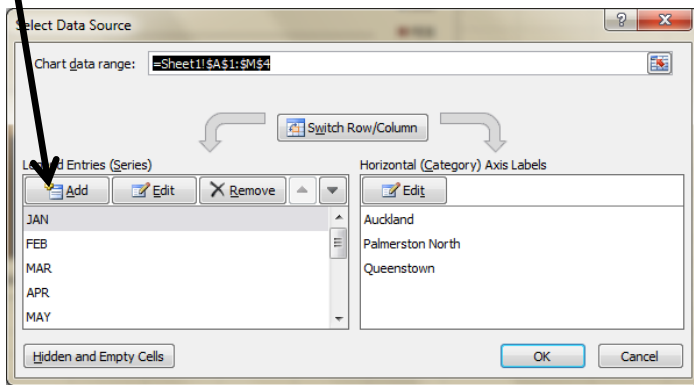 Select Data Source
Chart data range: =Sheet1!$A$1:$M$4
Switch Row/Column
Legend Entries (Series)
Add Edit Remove
JAN
FEB
MAR
APR
MAY
Horizontal (Category) Axis Labels
Edit
Auckland
Palmerston North
Queenstown
Hidden and Empty Cells
OK Cancel